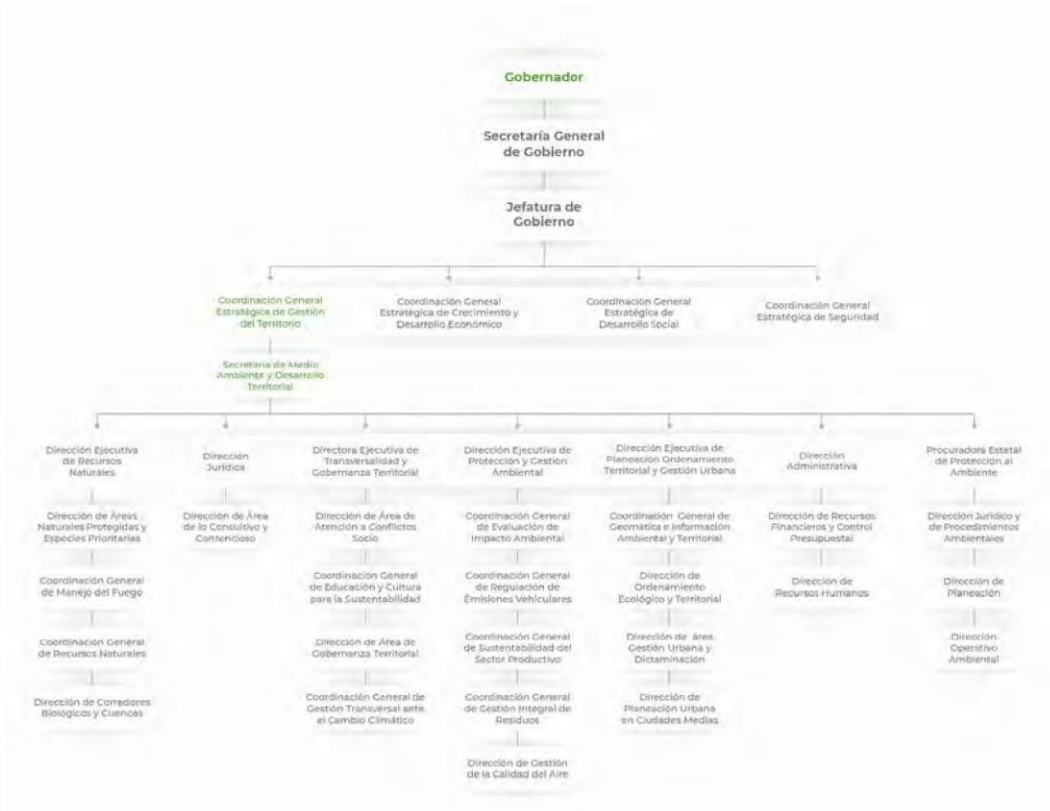 Gobernador
Secretaría General
de Gobierno
Jefatura de
Gobierno
Coordinación General
Estratégica de Gestión
del Territorio
Coordinación General
Estratégica de Crecimiento y
Desarrollo Económico
Coordinación General
Estratégica de
Desarrollo Social
Coordinación General
Estratégica de Seguridad
Secretaría de Medio
Ambiente y Desarrollo
Territorial
Dirección Ejecutiva
de Recursos
Naturales
Dirección de Áreas
Naturales Protegidas y
Especies Prioritarias
Coordinación General
de Manejo del Fuego
Coordinación General
de Recursos Naturales
Dirección de Corredores
Biológicos y Cuencas
Dirección
Jurídica
Dirección de Área
de lo Consultivo y
Contencioso
Directora Ejecutiva de
Transversalidad y
Gobernanza Territorial
Dirección de Área de
Atención a Conflictos
Socio
Coordinación General
de Educación y Cultura
para la Sustentabilidad
Dirección de Área de
Gobernanza Territorial
Coordinación General de
Gestión Transversal ante
el Cambio Climático
Dirección Ejecutiva de
Protección y Gestión
Ambiental
Coordinación General
de Evaluación de
Impacto Ambiental
Coordinación General
de Regulación de
Emisiones Vehiculares
Coordinación General
de Sustentabilidad del
Sector Productivo
Coordinación General
de Gestión Integral de
Residuos
Dirección de Gestión
de la Calidad del Aire
Dirección Ejecutiva de
Planeación Ordenamiento
Territorial y Gestión Urbana
Coordinación General de
Geomática e Información
Ambiental y Territorial
Dirección de
Ordenamiento
Ecológico y Territorial
Dirección de área
Gestión Urbana y
Dictaminación
Dirección de
Planeación Urbana
en Ciudades Medias
Dirección
Administrativa
Dirección de Recursos
Financieros y Control
Presupuestal
Dirección de
Recursos Humanos
Procuradora Estatal
de Protección al
Ambiente
Dirección Jurídico y
de Procedimientos
Ambientales
Dirección de
Planeación
Dirección
Operativo
Ambiental